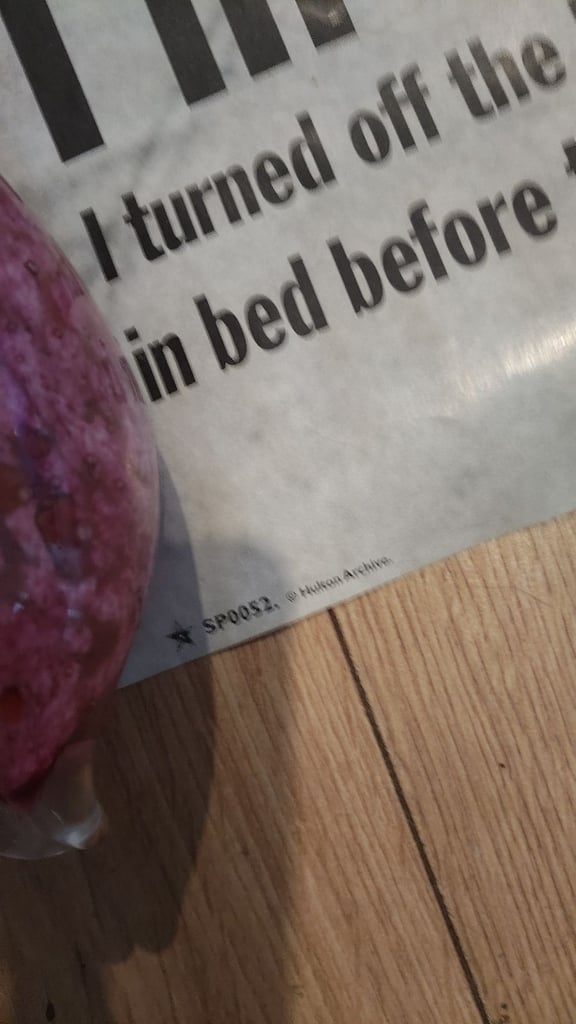 I turned off the
in bed before
SP0052. © Hulton Archive.